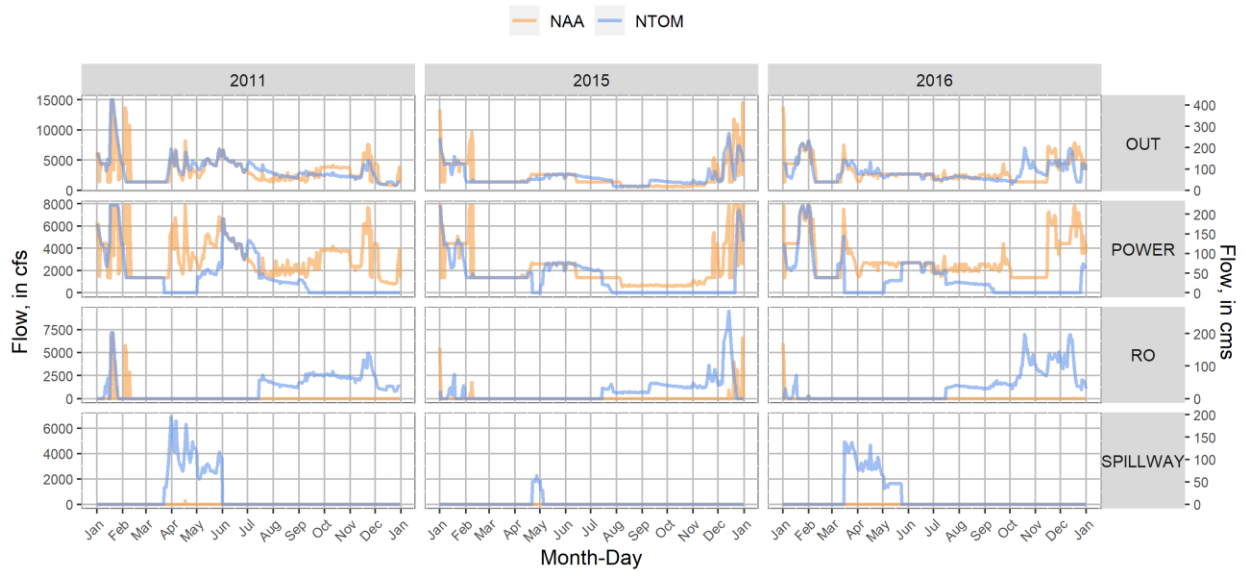 NAA NTOM
2011 2015 2016
Flow, in cfs
15000 10000 5000 0
OUT
400 300 200 100 0
8000 6000 4000 2000 0
POWER
200 150 100 50 0
7500 5000 2500 0
RO
200 100 0
6000 4000 2000 0
SPILLWAY
200 150 100 50 0
Flow, in cms
Jan Feb Mar Apr May Jun Jul Aug Sep Oct Nov Dec Jan Jan Feb Mar Apr May Jun Jul Aug Sep Oct Nov Dec Jan Jan Feb Mar Apr May Jun Jul Aug Sep Oct Nov Dec Jan
Month-Day